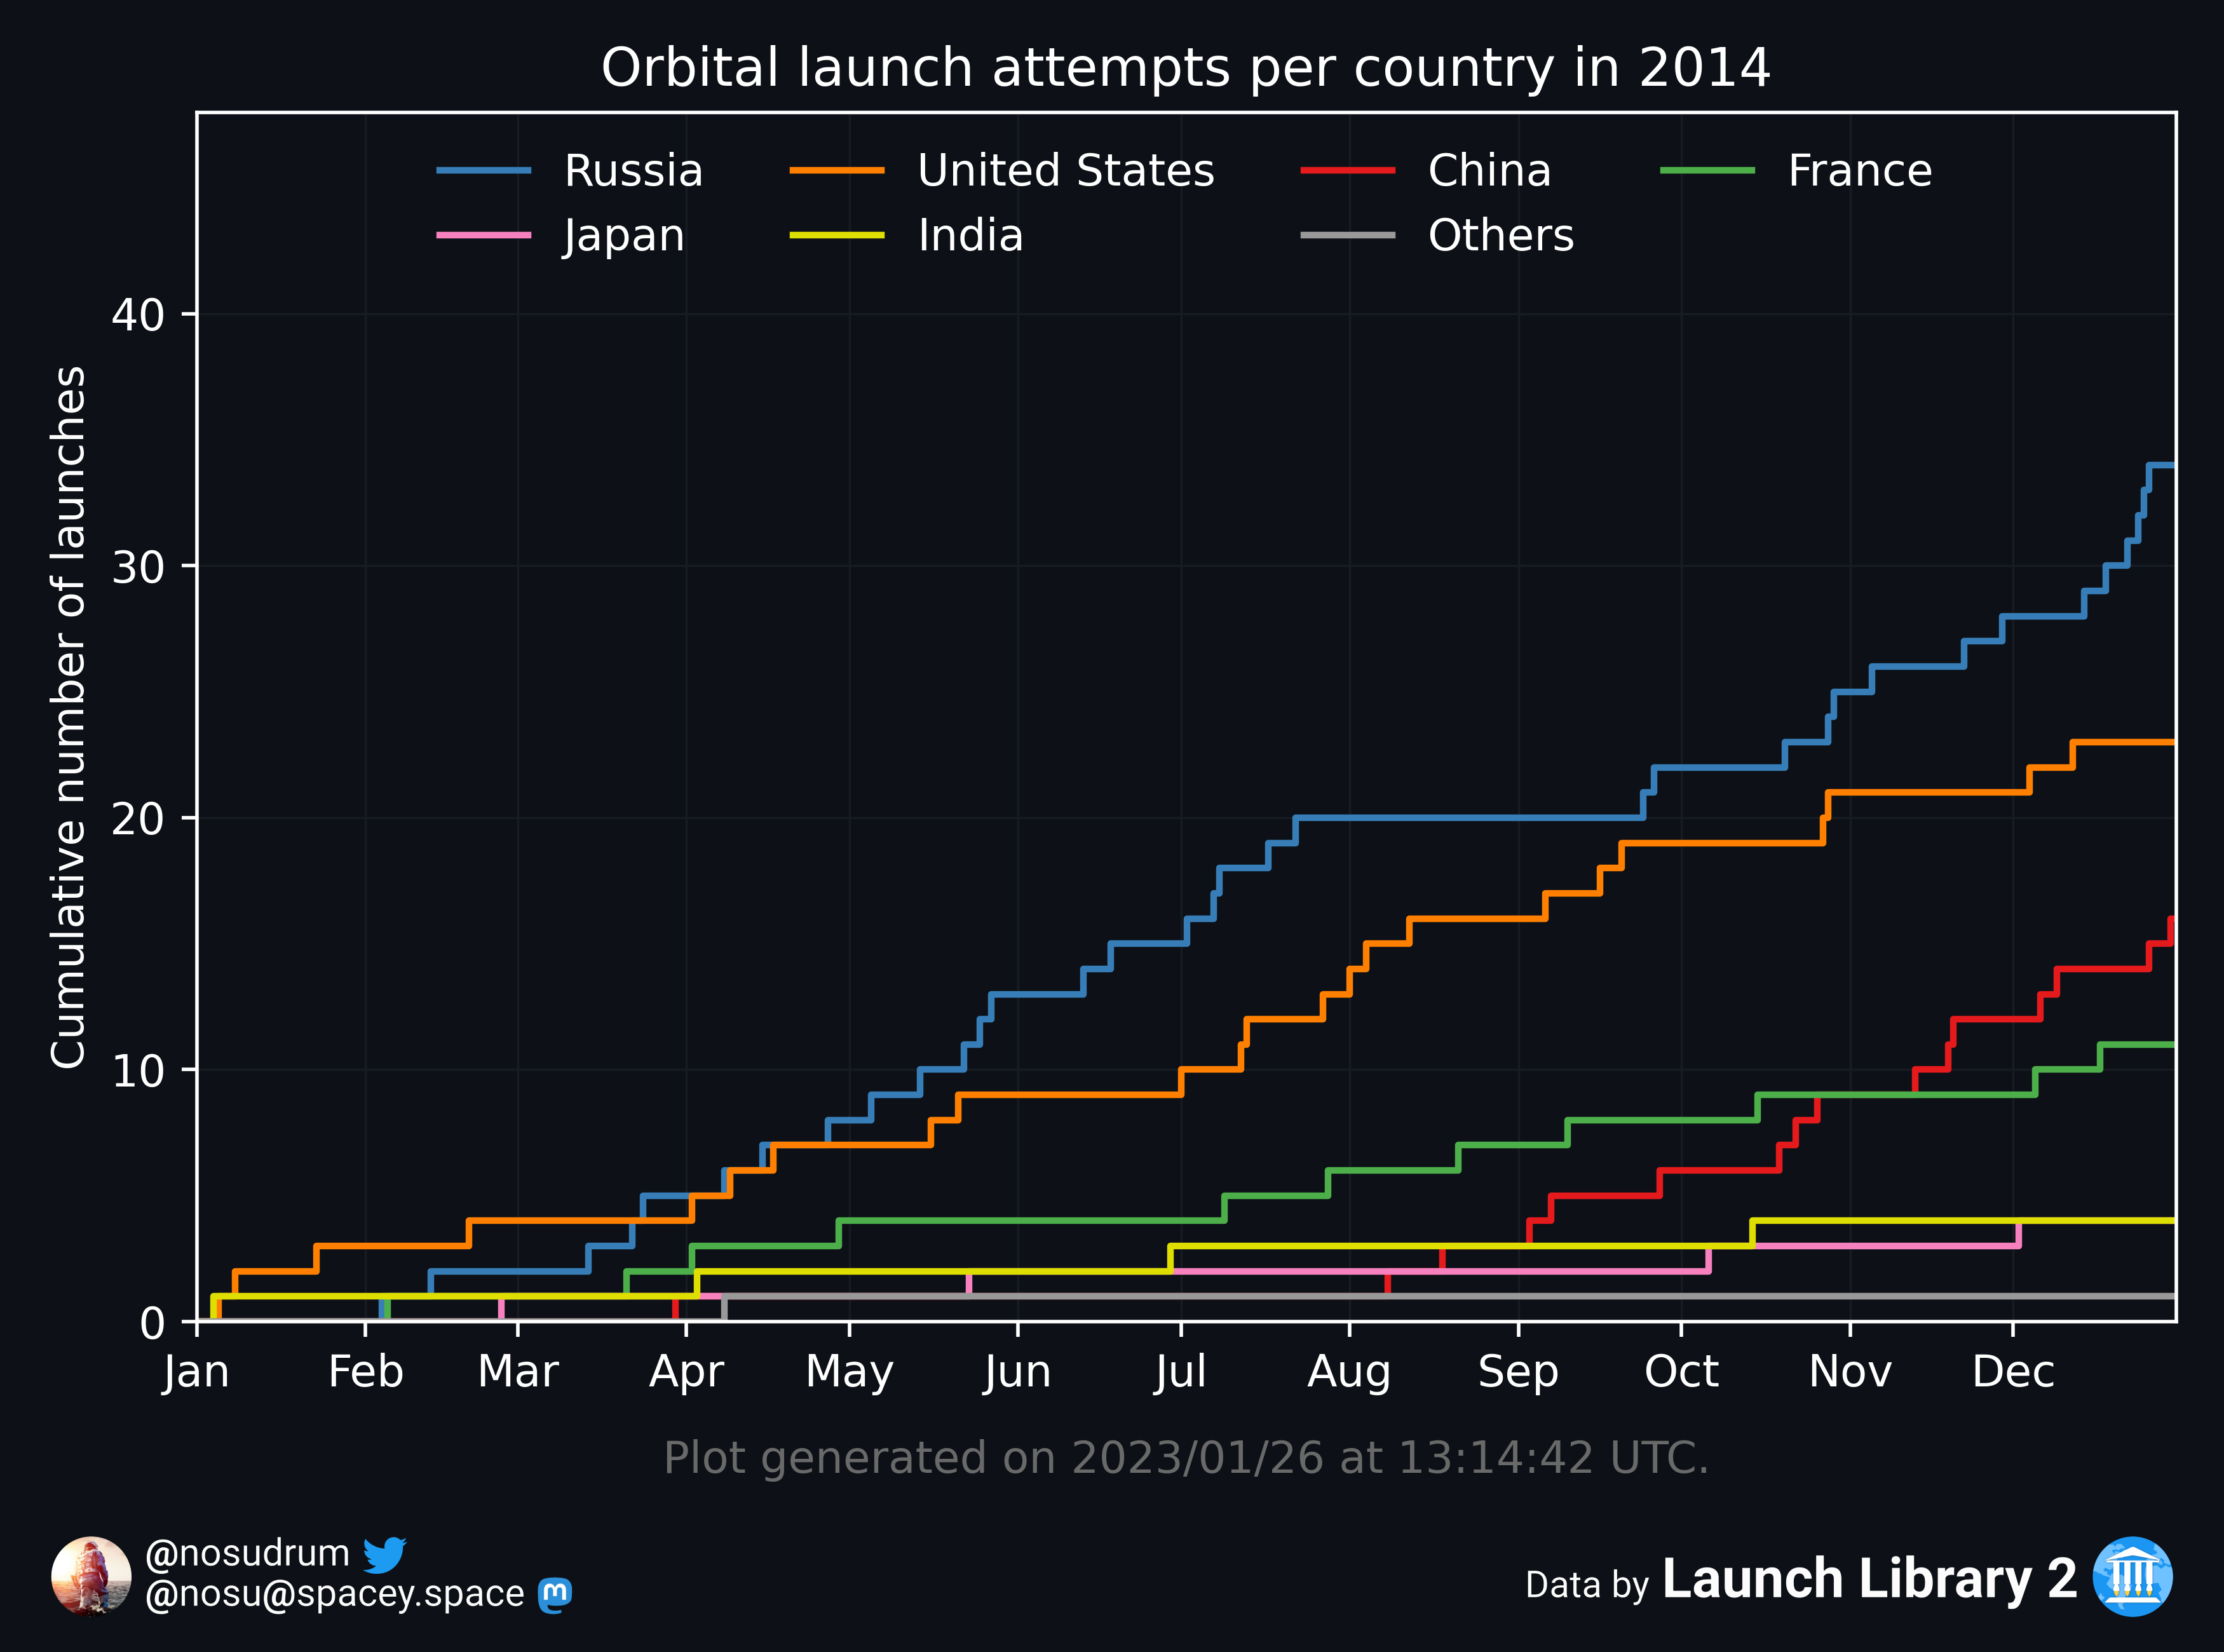 Orbital launch attempts per country in 2014
Russia United States China France
Japan India Others
Cumulative number of launches
40
30
20
10
0
Jan Feb Mar Apr May Jun Jul Aug Sep Oct Nov Dec
Plot generated on 2023/01/26 at 13:14:42 UTC.
@nosudrum
@nosu@spacey.space
Data by Launch Library 2